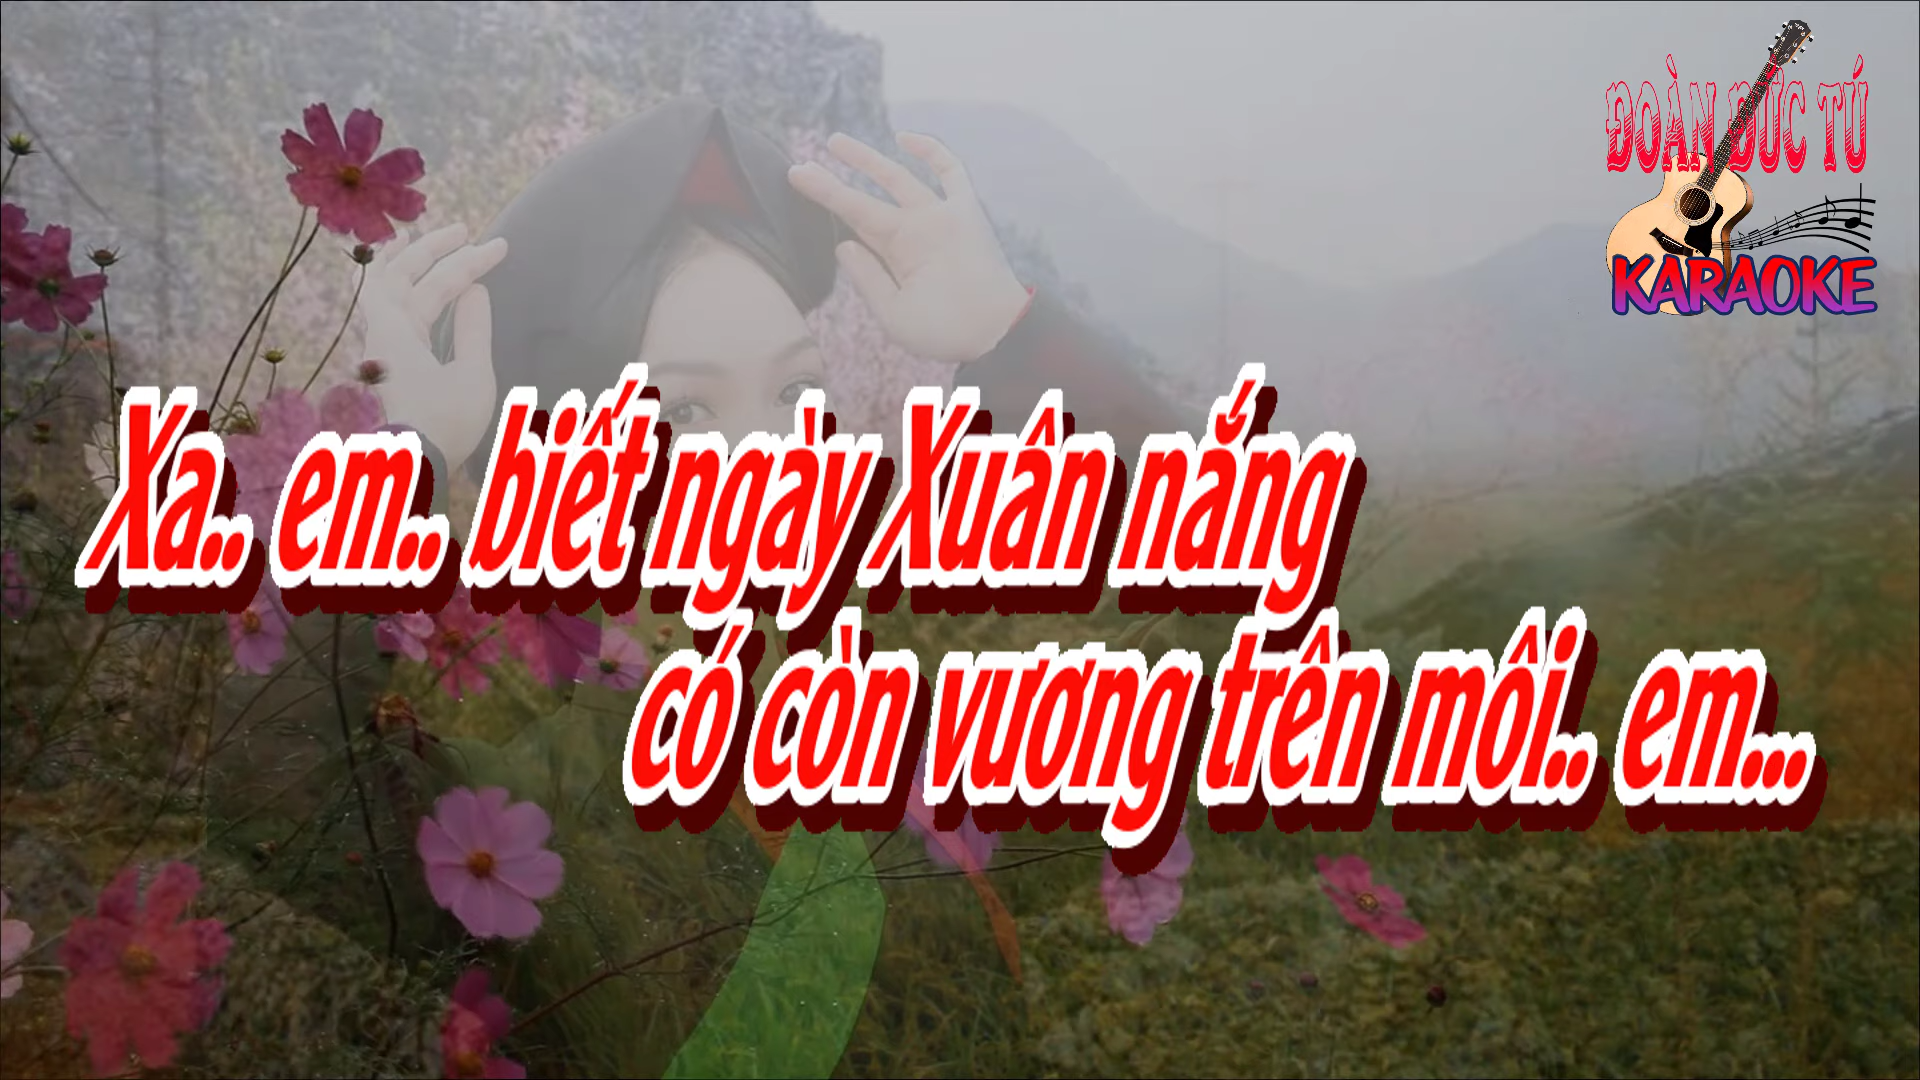 ĐOÀN ĐỨC TÚ
KARAOKE
Xa.. em.. biết ngày Xuân nắng
có còn vương trên môi.. em...